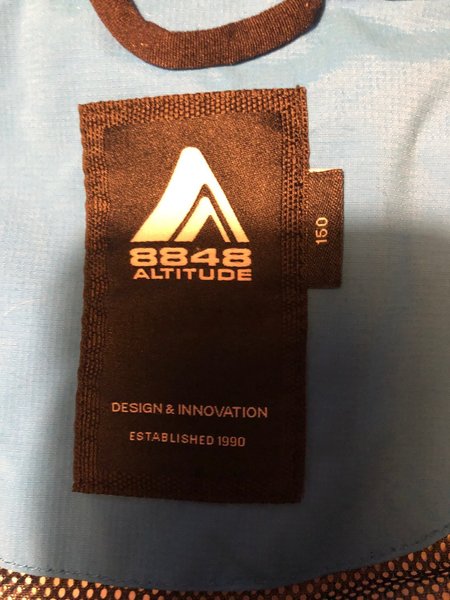 8848
ALTITUDE
150
DESIGN & INNOVATION
ESTABLISHED 1990